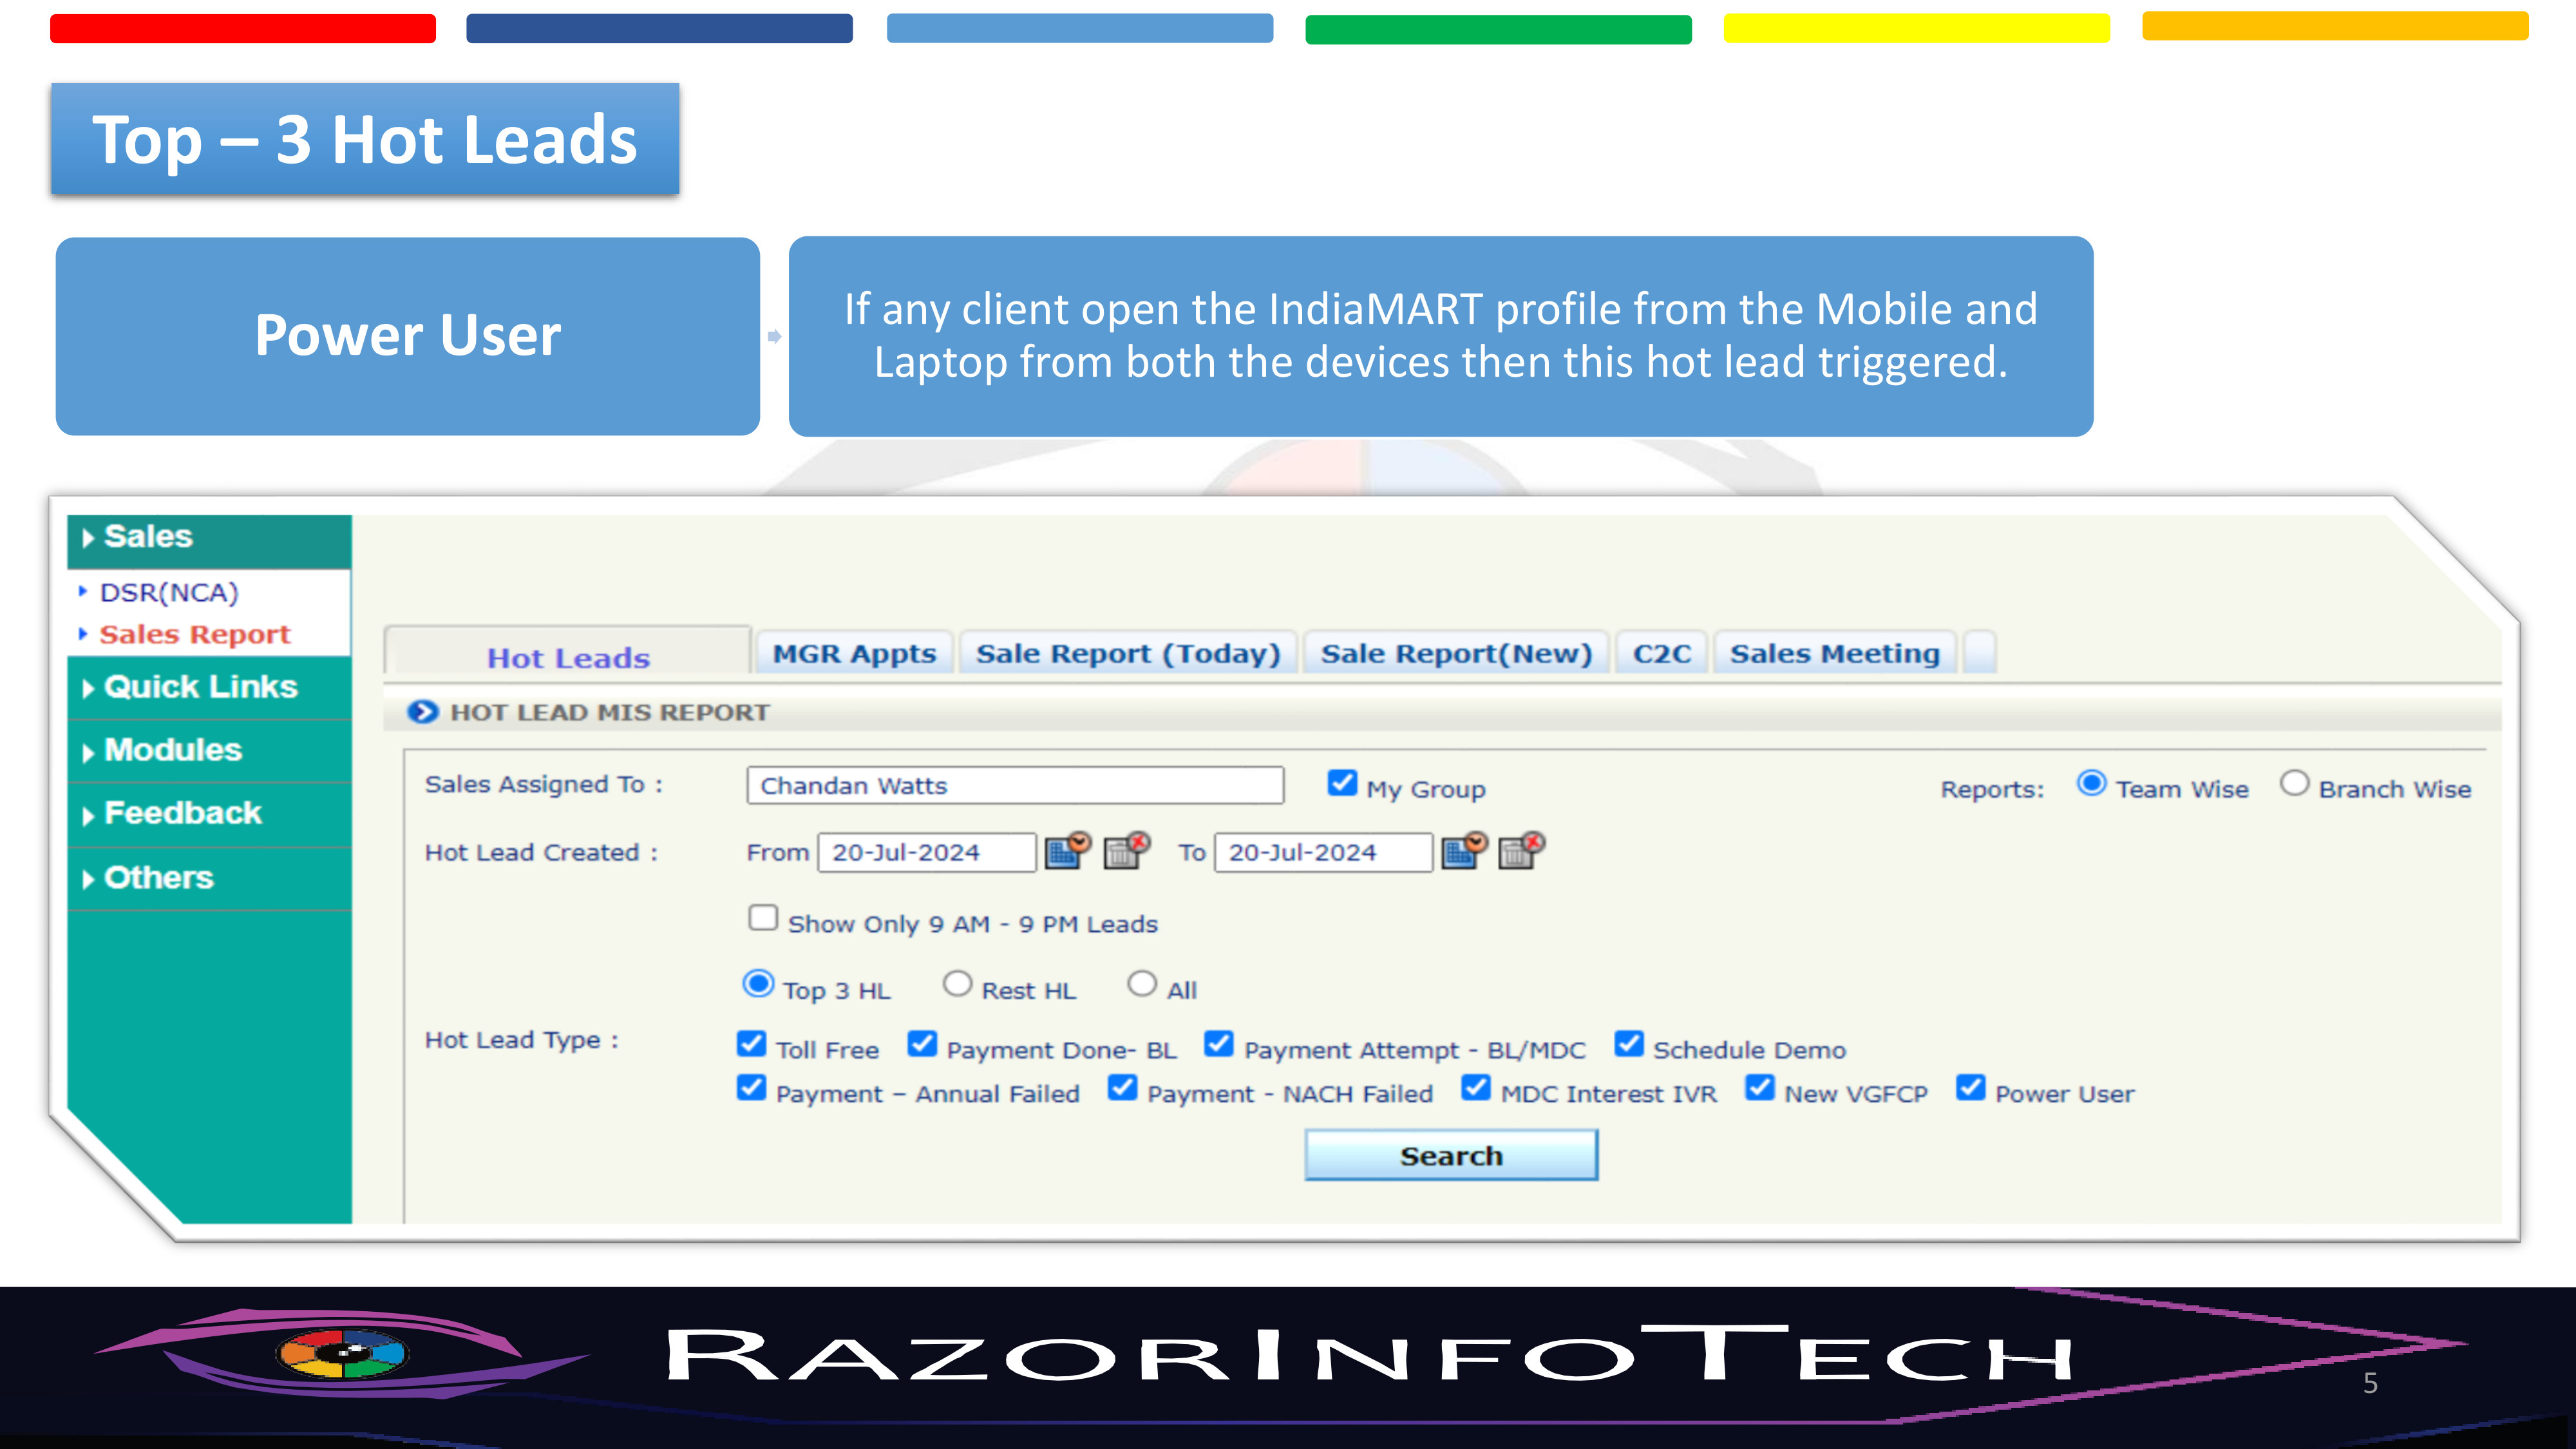 Top – 3 Hot Leads
Power User
If any client open the IndiaMART profile from the Mobile and
Laptop from both the devices then this hot lead triggered.
Sales
DSR(NCA)
Sales Report
Quick Links
Modules
Feedback
Others
Hot Leads MGR Appts Sale Report (Today) Sale Report(New) C2C Sales Meeting
HOT LEAD MIS REPORT
Sales Assigned To : Chandan Watts My Group Reports: Team Wise Branch Wise
Hot Lead Created : From 20-Jul-2024 To 20-Jul-2024
Show Only 9 AM - 9 PM Leads
Top 3 HL Rest HL All
Hot Lead Type : Toll Free Payment Done- BL Payment Attempt - BL/MDC Schedule Demo
Payment – Annual Failed Payment - NACH Failed MDC Interest IVR New VGFCP Power User
Search
RAZORINFOTECH
5